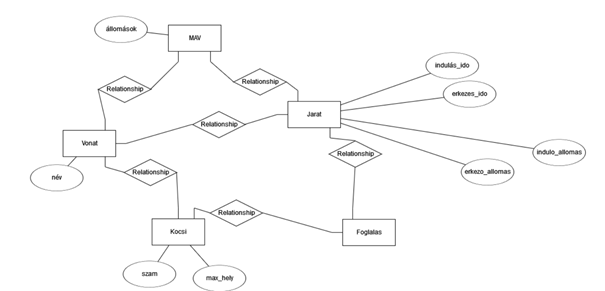 állomások
MAV
Relationship
Relationship
indulás_ido
erkezes_ido
Jarat
Relationship
Vonat
Relationship
indulo_allomas
erkezo_allomas
Relationship
név
Relationship
Kocsi
Foglalas
szam
max_hely